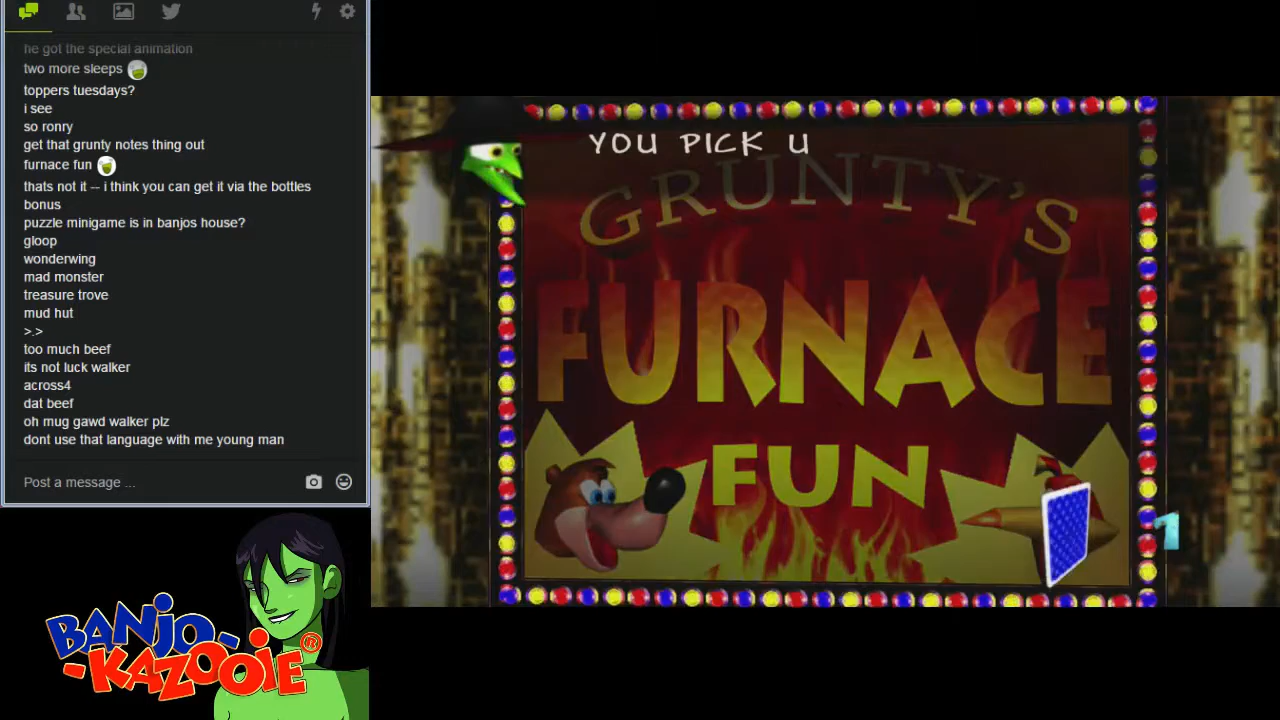 he got the special animation
two more sleeps
toppers tuesdays?
i see
so ronry
get that grunty notes thing out
furnace fun
thats not it -- i think you can get it via the bottles
bonus
puzzle minigame is in banjos house?
gloop
wonderwing
mad monster
treasure trove
mud hut
>.>
too much beef
its not luck walker
across4
dat beef
oh mug gawd walker plz
dont use that language with me young man
Post a message ...
BANJO-
-KAZOOIE®
YOU PICK U
GRUNTY'S
FURNACE
FUN
1